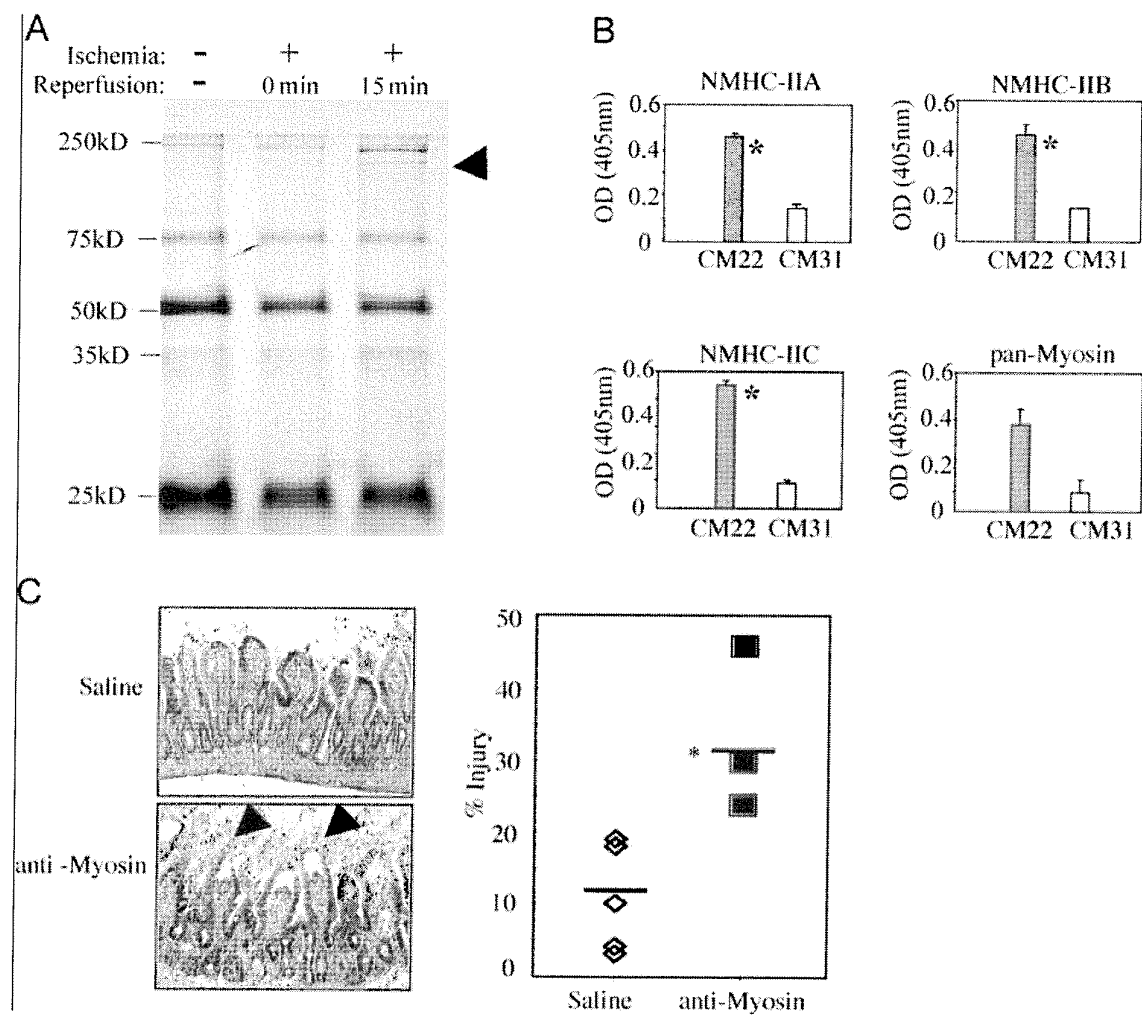 A
Ischemia: - + +
Reperfusion: - 0 min 15 min
250kD
75kD
50kD
35kD
25kD
B
NMHC-IIA
OD (405nm)
0.6
0.4
0.2
0
CM22 CM31
NMHC-IIB
OD (405nm)
0.6
0.4
0.2
0
CM22 CM31
*
*
NMHC-IIC
OD (405nm)
0.6
0.4
0.2
0
CM22 CM31
*
pan-Myosin
OD (405nm)
0.6
0.4
0.2
0
CM22 CM31
C
Saline
anti -Myosin
% Injury
50
40
30
20
10
0
*
Saline anti-Myosin